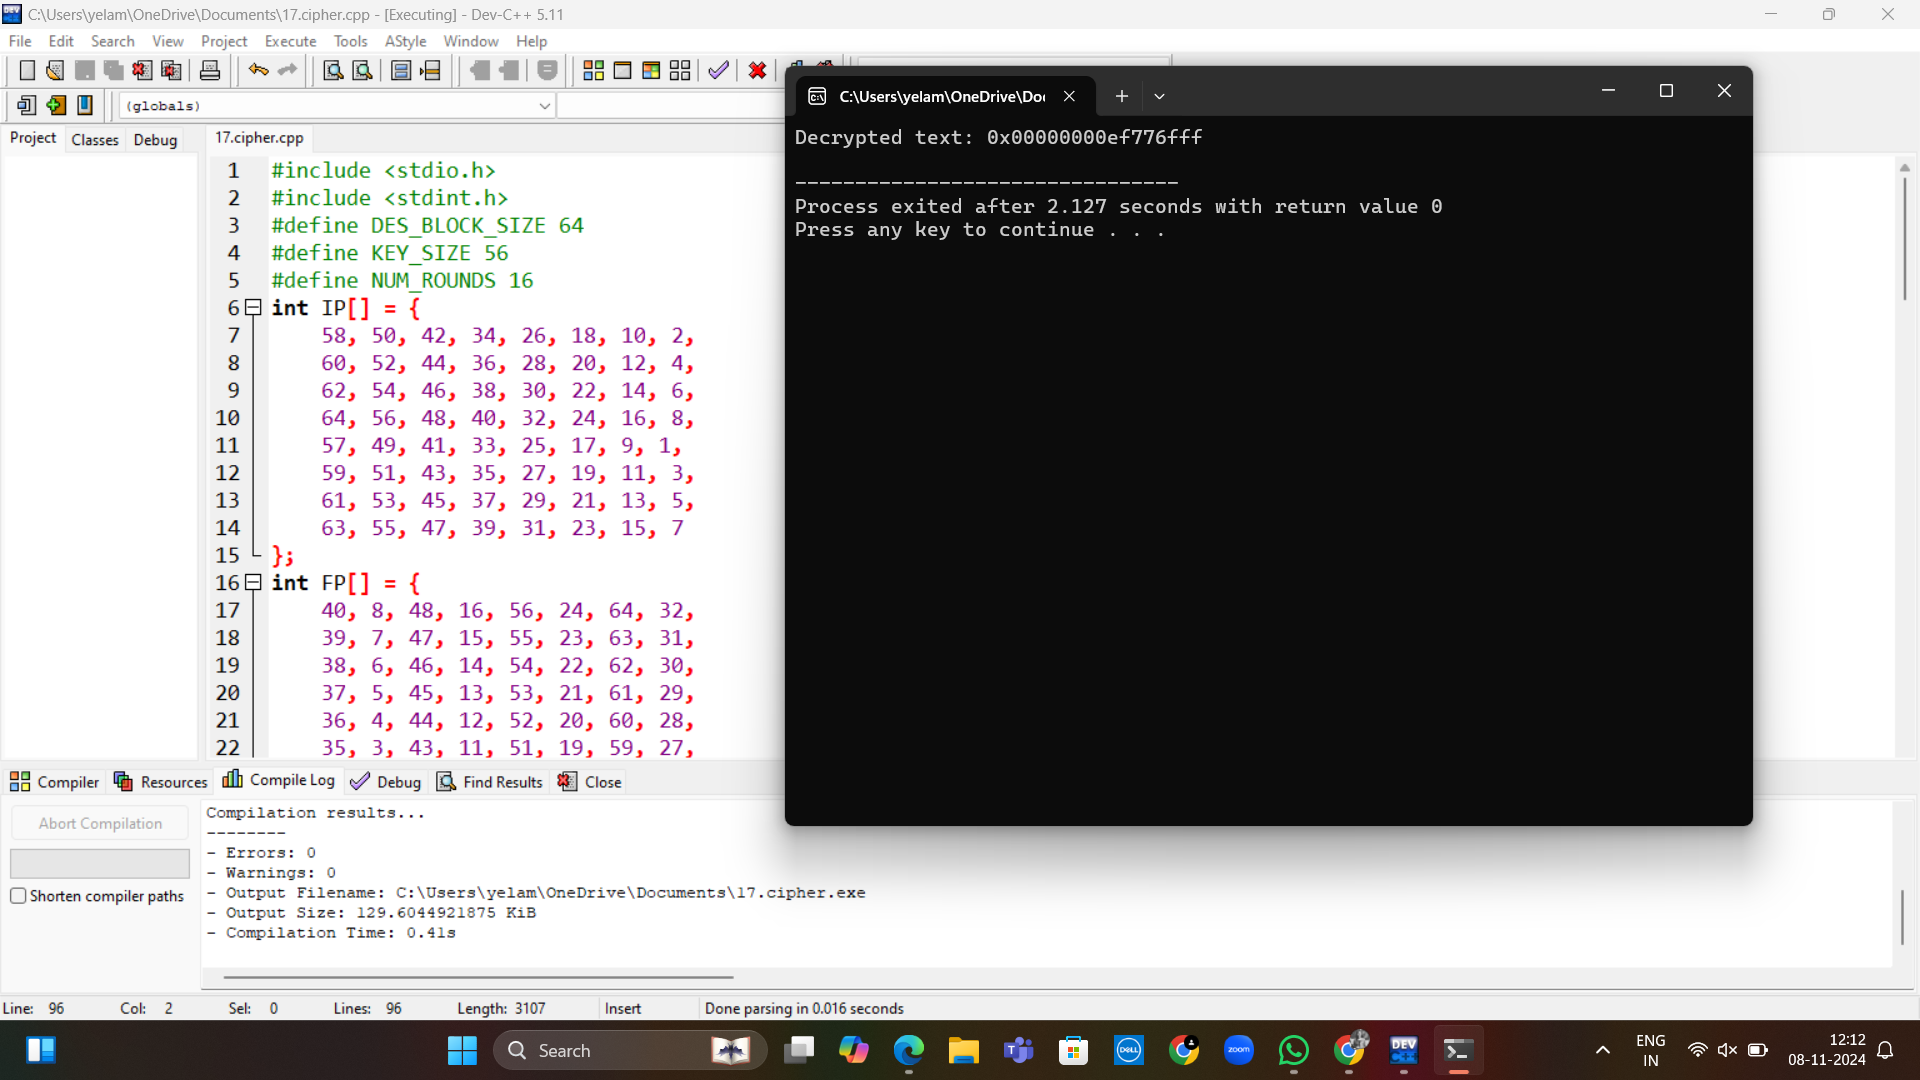 C:\Users\yelam\OneDrive\Documents\17.cipher.cpp - [Executing] - Dev-C++ 5.11
File Edit Search View Project Execute Tools AStyle Window Help
(globals)
Project Classes Debug
17.cipher.cpp
1 #include <stdio.h>
2 #include <stdint.h>
3 #define DES_BLOCK_SIZE 64
4 #define KEY_SIZE 56
5 #define NUM_ROUNDS 16
6 int IP[] = {
7 58, 50, 42, 34, 26, 18, 10, 2,
8 60, 52, 44, 36, 28, 20, 12, 4,
9 62, 54, 46, 38, 30, 22, 14, 6,
10 64, 56, 48, 40, 32, 24, 16, 8,
11 57, 49, 41, 33, 25, 17, 9, 1,
12 59, 51, 43, 35, 27, 19, 11, 3,
13 61, 53, 45, 37, 29, 21, 13, 5,
14 63, 55, 47, 39, 31, 23, 15, 7
15 };
16 int FP[] = {
17 40, 8, 48, 16, 56, 24, 64, 32,
18 39, 7, 47, 15, 55, 23, 63, 31,
19 38, 6, 46, 14, 54, 22, 62, 30,
20 37, 5, 45, 13, 53, 21, 61, 29,
21 36, 4, 44, 12, 52, 20, 60, 28,
22 35, 3, 43, 11, 51, 19, 59, 27,
C:\Users\yelam\OneDrive\Do
Decrypted text: 0x00000000ef776fff
--------------------------------
Process exited after 2.127 seconds with return value 0
Press any key to continue . . .
Compiler Resources Compile Log Debug Find Results Close
Abort Compilation
Shorten compiler paths
Compilation results...
--------
- Errors: 0
- Warnings: 0
- Output Filename: C:\Users\yelam\OneDrive\Documents\17.cipher.exe
- Output Size: 129.6044921875 KiB
- Compilation Time: 0.41s
Line: 96 Col: 2 Sel: 0 Lines: 96 Length: 3107 Insert Done parsing in 0.016 seconds
Search
DELL
zoom
DEV C++
ENG
IN
12:12
08-11-2024